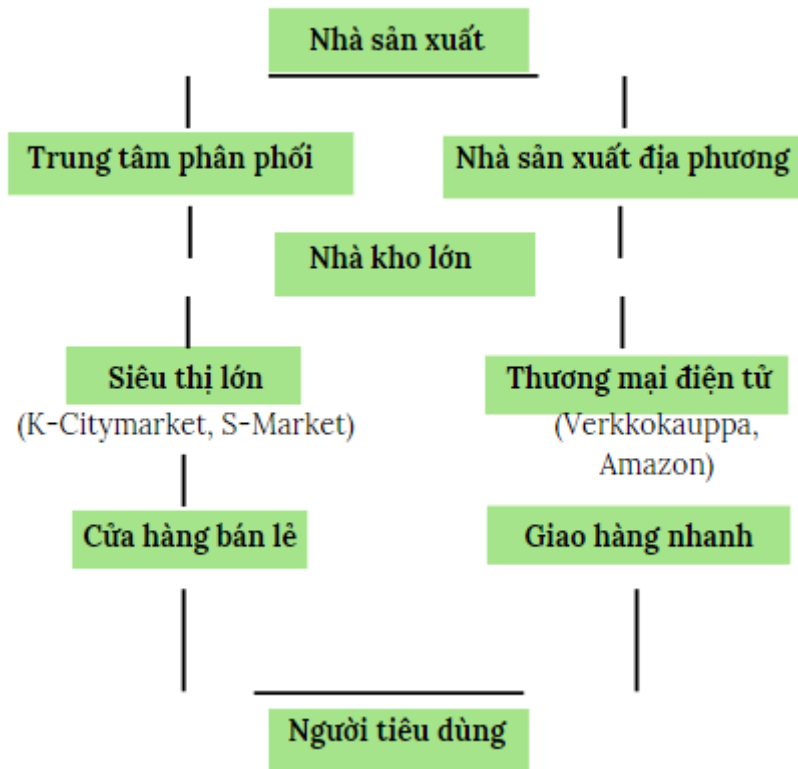 Nhà sản xuất
Trung tâm phân phối
Nhà sản xuất địa phương
Nhà kho lớn
Siêu thị lớn
(K-Citymarket, S-Market)
Thương mại điện tử
(Verkkokauppa,
Amazon)
Cửa hàng bán lẻ
Giao hàng nhanh
Người tiêu dùng